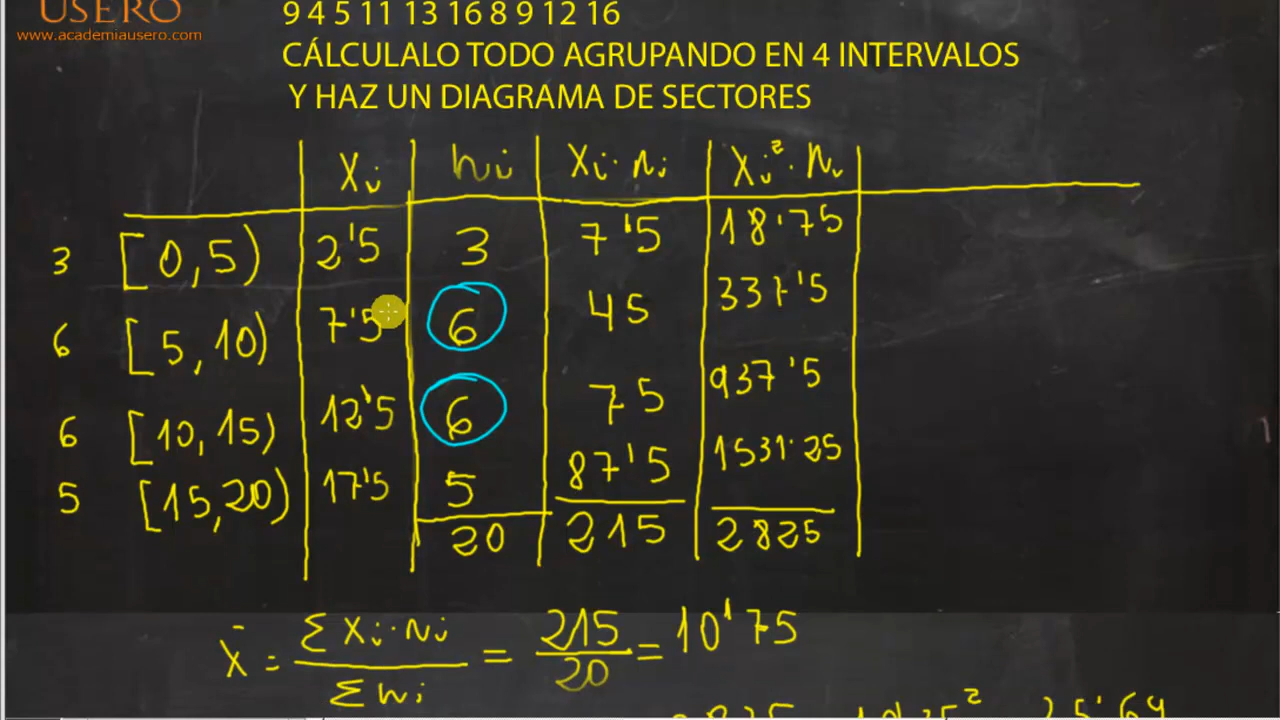 USERO
www.academiausero.com
9 4 5 11 13 16 8 9 12 16
CÁLCULALO TODO AGRUPANDO EN 4 INTERVALOS
Y HAZ UN DIAGRAMA DE SECTORES
Xi ni Xi·ni Xi²·Ni
3 [0,5) 2'5 3 7'5 18'75
6 [5,10) 7'5 6 45 337'5
6 [10,15) 12'5 6 75 937'5
5 [15,20) 17'5 5 87'5 1531'25
20 215 2825
X̄ = ΣXi·Ni / Σni = 215 / 20 = 10'75
25'64